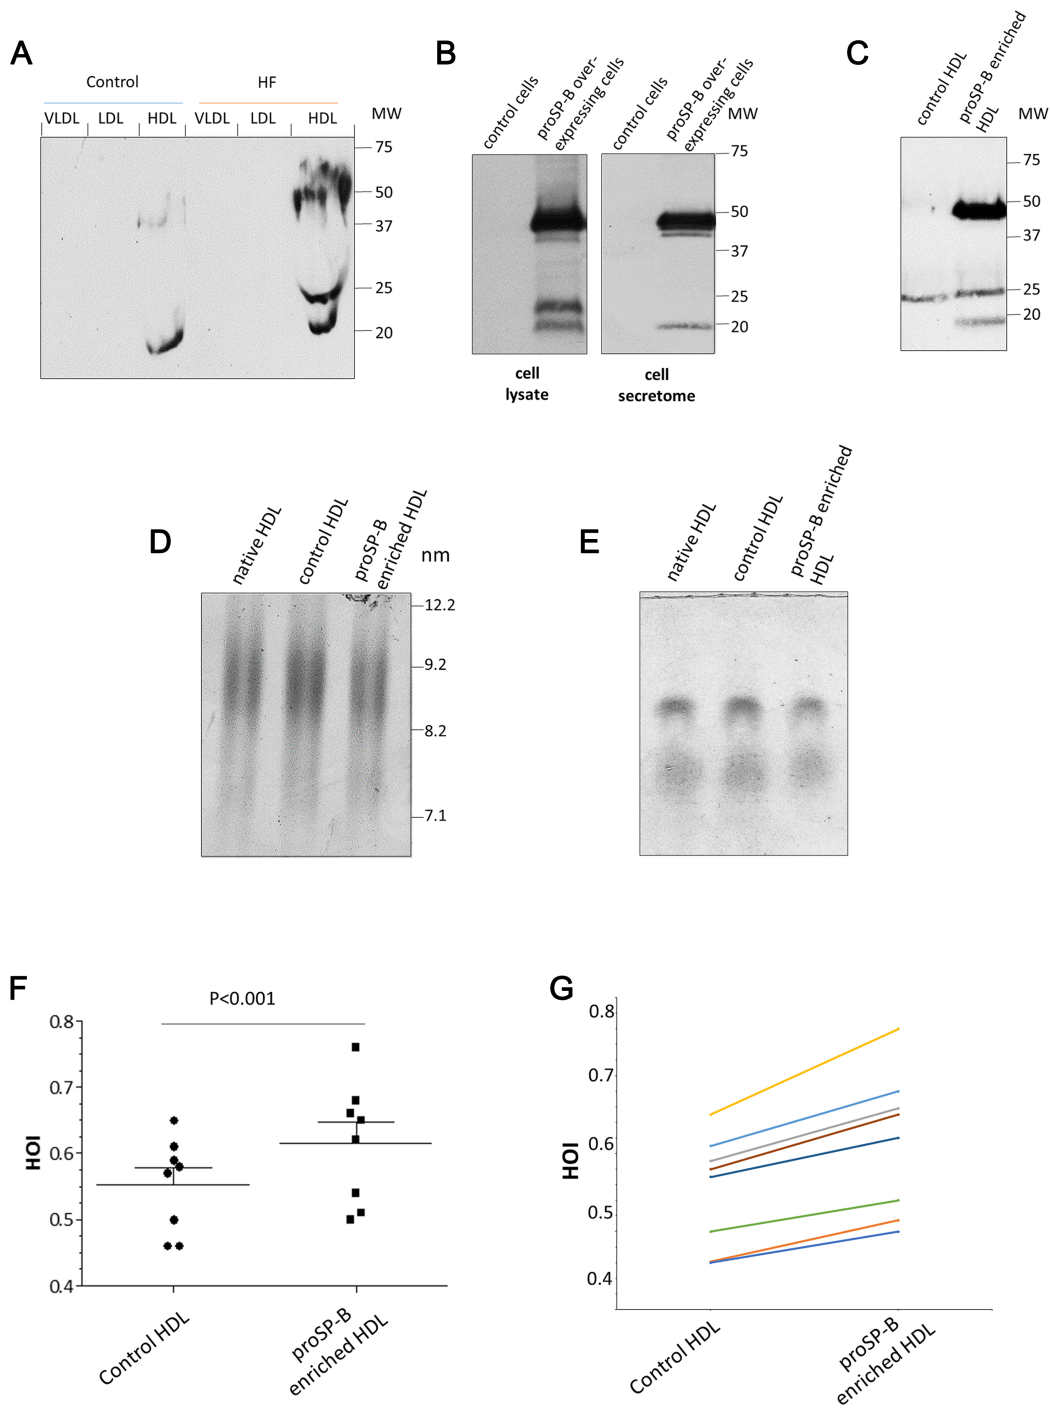 A
Control
HF
VLDL
LDL
HDL
VLDL
LDL
HDL
MW
75
50
37
25
20
B
control cells
proSP-B over-
expressing cells
control cells
proSP-B over-
expressing cells
MW
75
50
37
25
20
cell
lysate
cell
secretome
C
control HDL
proSP-B enriched
HDL
MW
75
50
37
25
20
D
native HDL
control HDL
proSP-B
enriched HDL
nm
12.2
9.2
8.2
7.1
E
native HDL
control HDL
proSP-B enriched
HDL
F
P<0.001
HOI
0.8
0.7
0.6
0.5
0.4
Control HDL
proSP-B
enriched HDL
G
HOI
0.8
0.7
0.6
0.5
0.4
Control HDL
proSP-B
enriched HDL